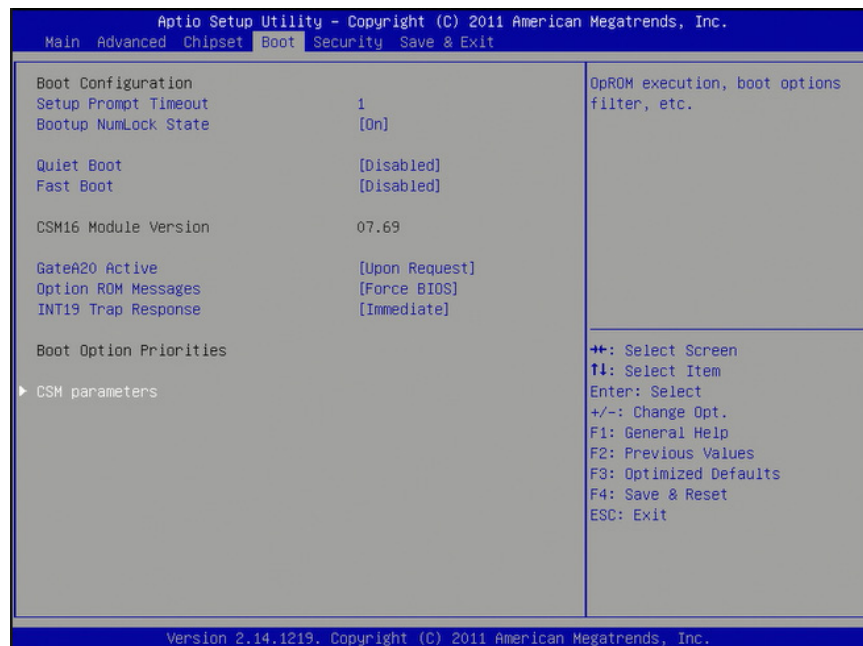 Aptio Setup Utility - Copyright (C) 2011 American Megatrends, Inc.
Main Advanced Chipset Boot Security Save & Exit
Boot Configuration
Setup Prompt Timeout 1
Bootup NumLock State [On]
Quiet Boot [Disabled]
Fast Boot [Disabled]
CSM16 Module Version 07.69
GateA20 Active [Upon Request]
Option ROM Messages [Force BIOS]
INT19 Trap Response [Immediate]
Boot Option Priorities
CSM parameters
OpROM execution, boot options
filter, etc.
→←: Select Screen
↑↓: Select Item
Enter: Select
+/-: Change Opt.
F1: General Help
F2: Previous Values
F3: Optimized Defaults
F4: Save & Reset
ESC: Exit
Version 2.14.1219. Copyright (C) 2011 American Megatrends, Inc.